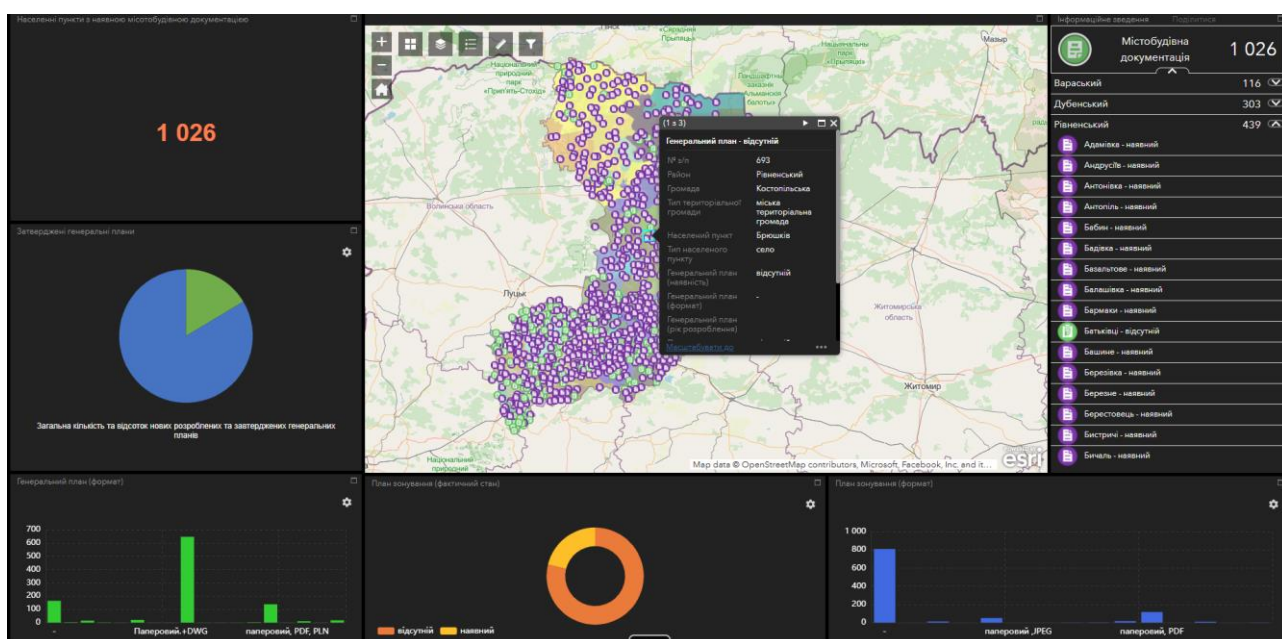 Населенні пункти з наявною містобудівною документацією
1 026
Затверджені генеральні плани
Загальна кількість та відсоток нових розроблених та завтерджених генеральних
планів
Національний
природний
парк
«Прип'ять-Стохід»
Мазыр
Волинська область
Луцьк
Житомирська
область
Житомир
Національний
природний
Map data © OpenStreetMap contributors, Microsoft, Facebook, Inc. and it...
esri
(1 з 3)
Генеральний план - відсутній
№ з/п 693
Район Рівненський
Громада Костопільська
Тип територіальної громади міська територіальна громада
Населений пункт Брюшків
Тип населеного пункту село
Генеральний план (наявність) відсутній
Генеральний план (формат) -
Генеральний план (рік розроблення)
Масштабувати до
Інформаційне зведення Поділитися
Містобудівна
документація
1 026
Вараський 116
Дубенський 303
Рівненський 439
Адамівка - наявний
Андрусіїв - наявний
Антонівка - наявний
Антопіль - наявний
Бабин - наявний
Бадівка - наявний
Базальтове - наявний
Балашівка - наявний
Бармаки - наявний
Батьківці - відсутній
Башине - наявний
Березівка - наявний
Березне - наявний
Берестовець - наявний
Бистричі - наявний
Бичаль - наявний
Генеральний план (формат)
700
600
500
400
300
200
100
0
- Паперовий.+DWG паперовий, PDF, PLN
План зонування (фактичний стан)
відсутній наявний
План зонування (формат)
1 000
800
600
400
200
0
- паперовий ,JPEG паперовий, PDF